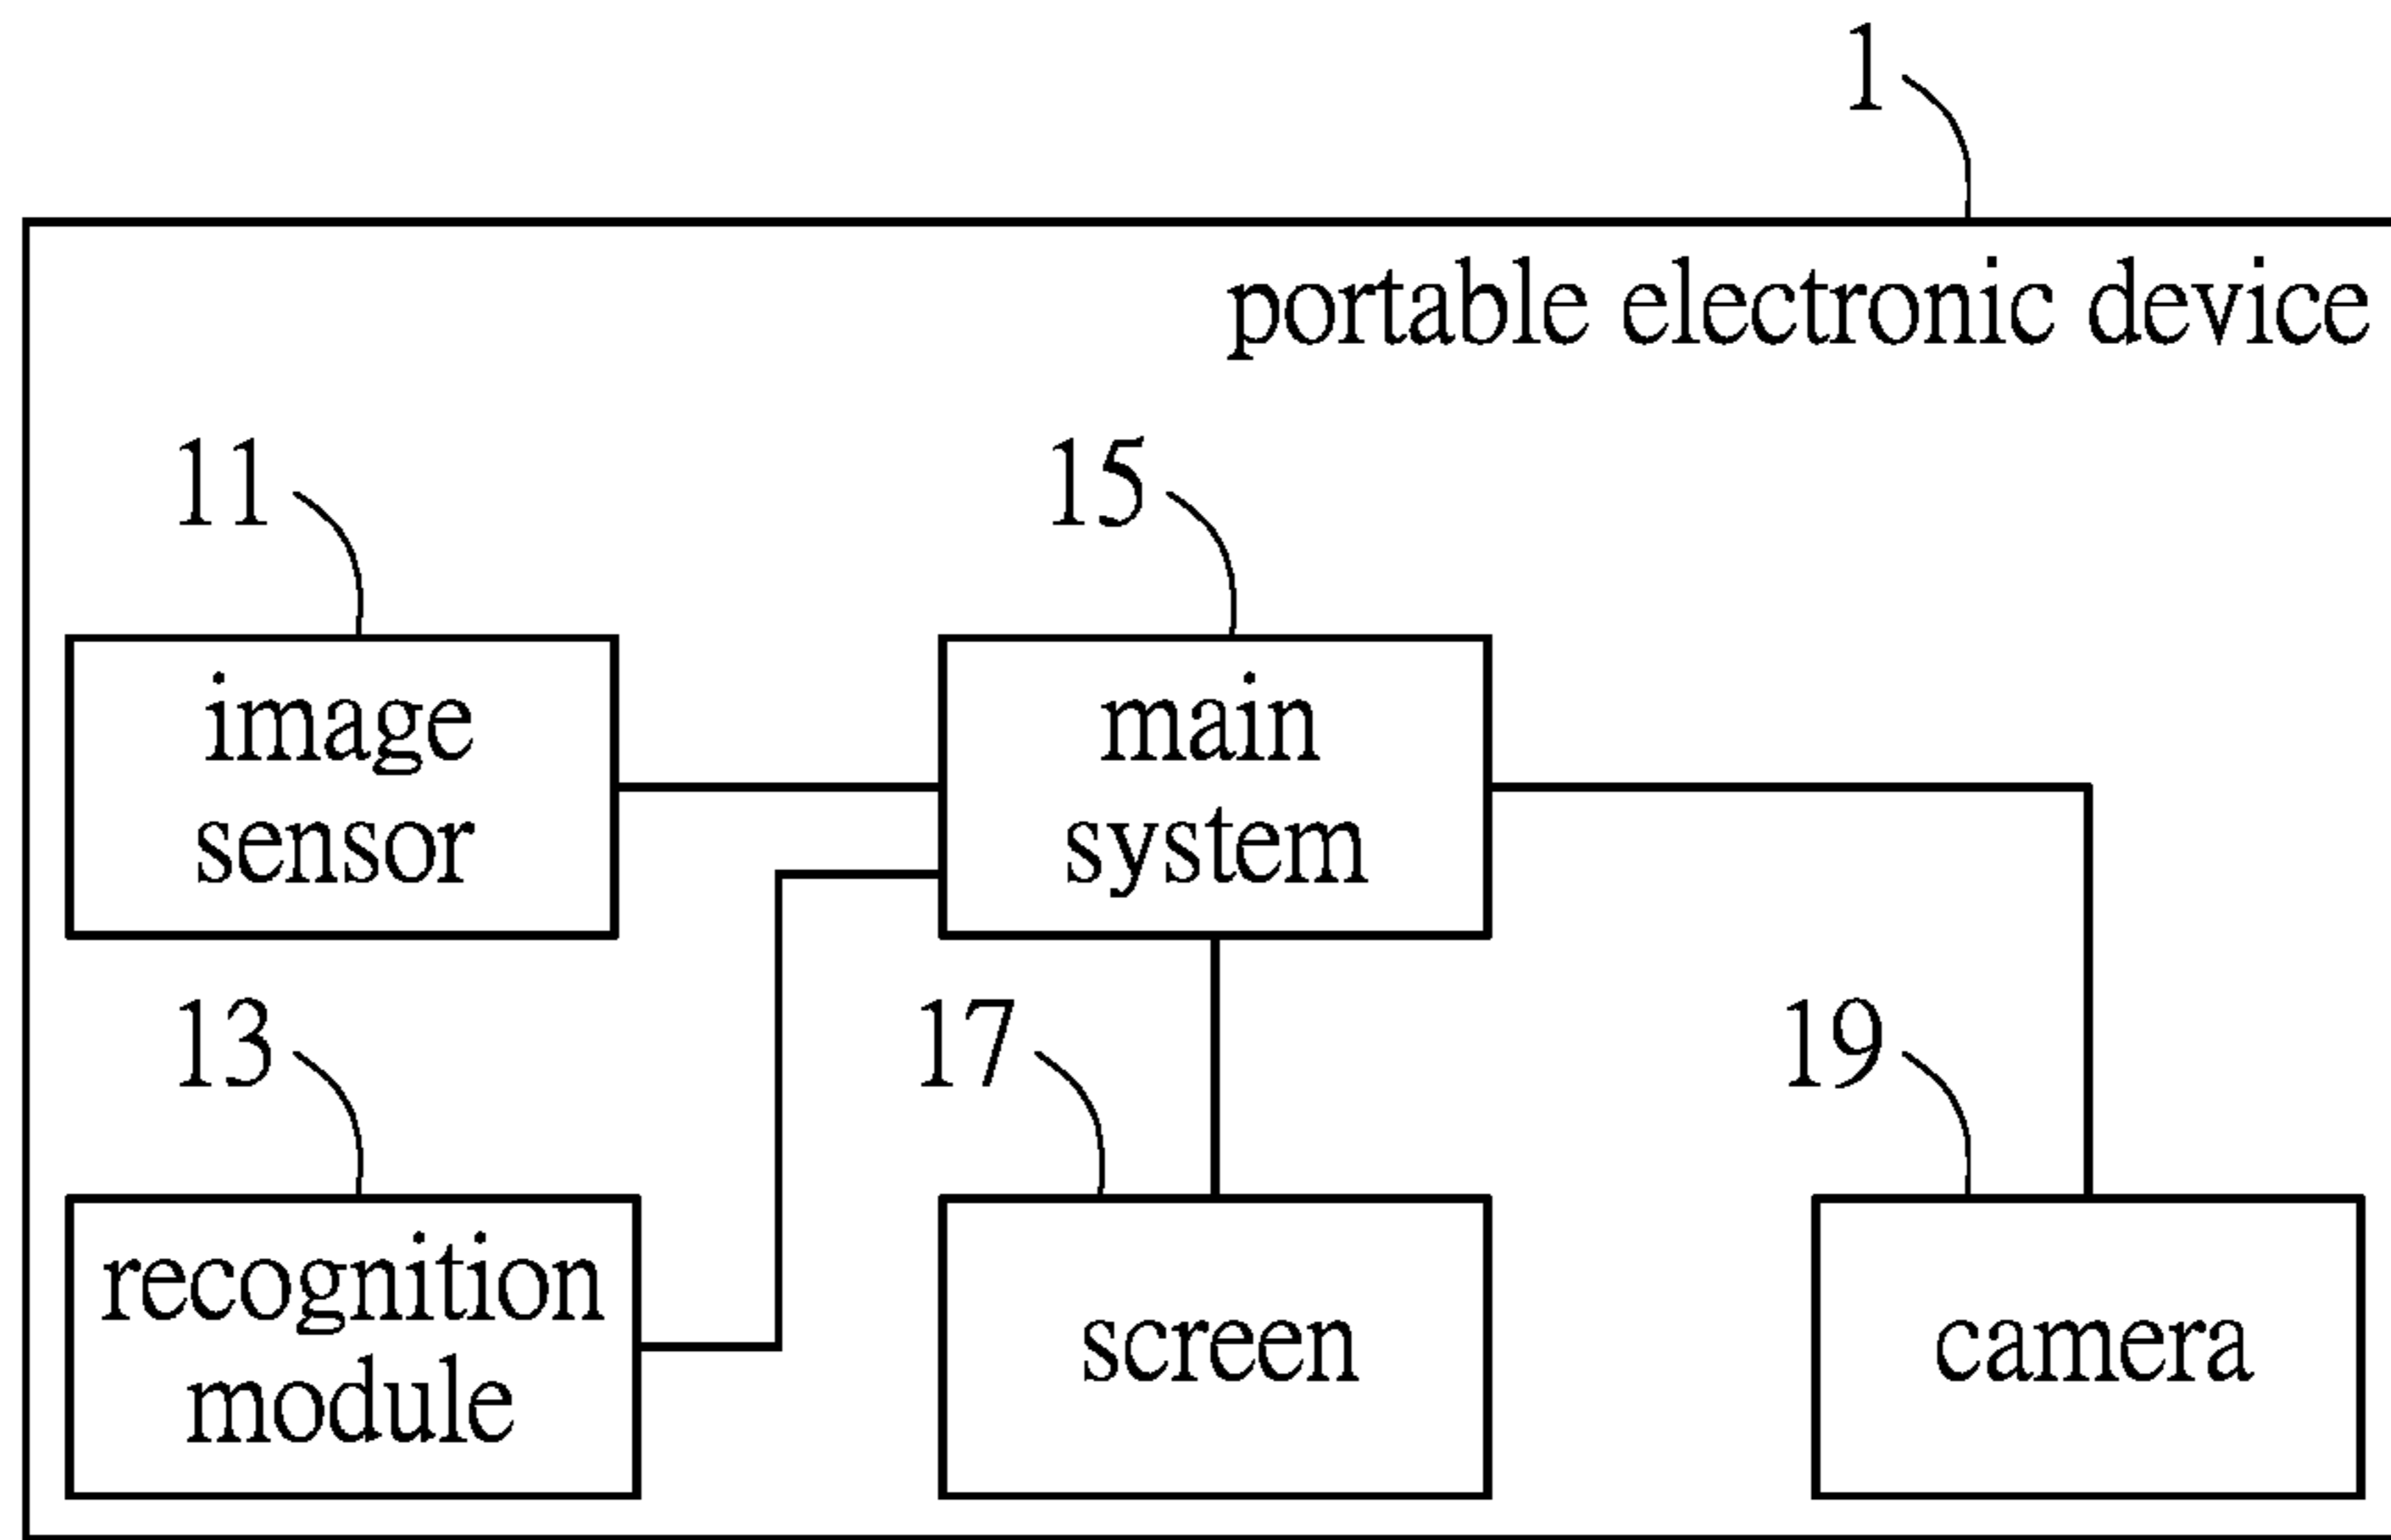 1
portable electronic device
11
15
image
sensor
main
system
13
17
19
recognition
module
screen
camera